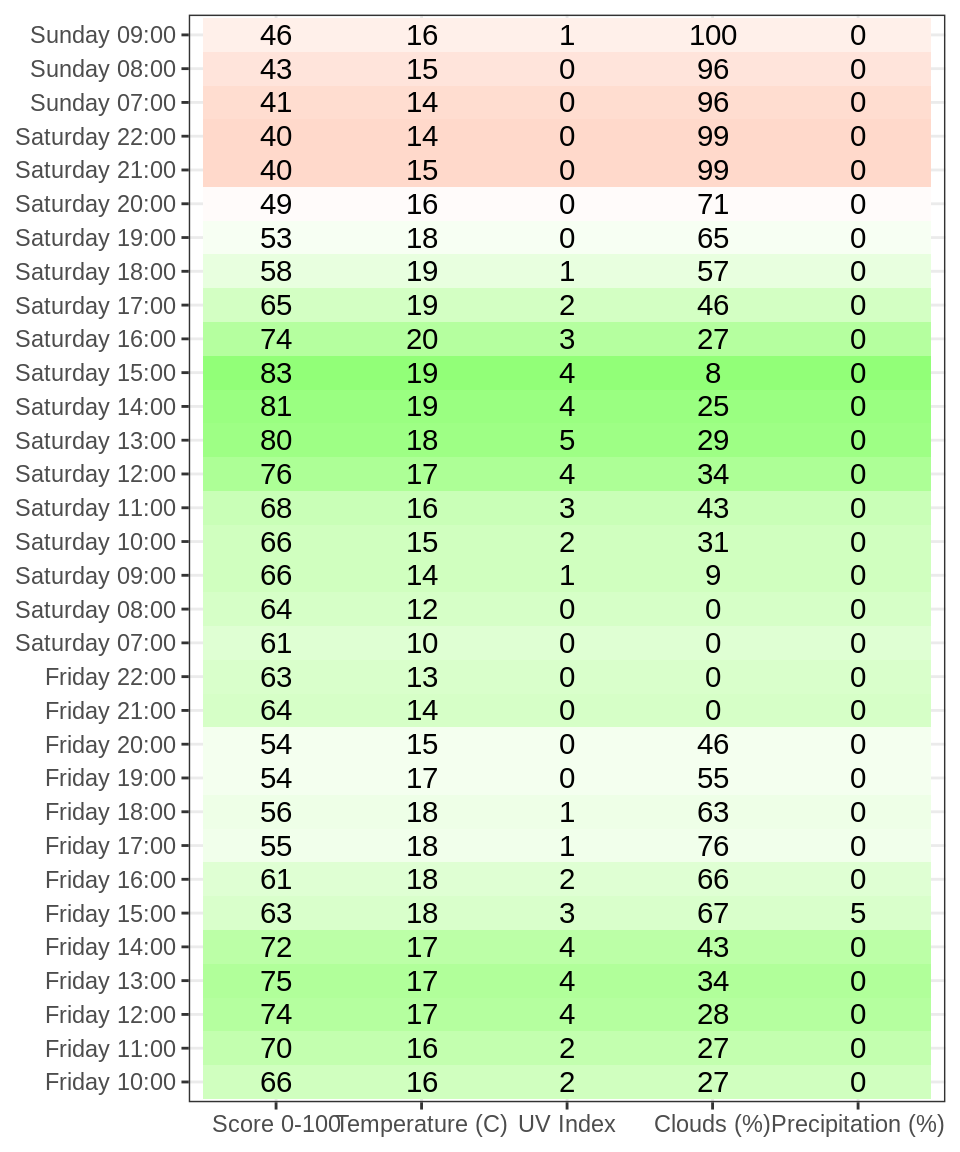 Sunday 09:00 46 16 1 100 0
Sunday 08:00 43 15 0 96 0
Sunday 07:00 41 14 0 96 0
Saturday 22:00 40 14 0 99 0
Saturday 21:00 40 15 0 99 0
Saturday 20:00 49 16 0 71 0
Saturday 19:00 53 18 0 65 0
Saturday 18:00 58 19 1 57 0
Saturday 17:00 65 19 2 46 0
Saturday 16:00 74 20 3 27 0
Saturday 15:00 83 19 4 8 0
Saturday 14:00 81 19 4 25 0
Saturday 13:00 80 18 5 29 0
Saturday 12:00 76 17 4 34 0
Saturday 11:00 68 16 3 43 0
Saturday 10:00 66 15 2 31 0
Saturday 09:00 66 14 1 9 0
Saturday 08:00 64 12 0 0 0
Saturday 07:00 61 10 0 0 0
Friday 22:00 63 13 0 0 0
Friday 21:00 64 14 0 0 0
Friday 20:00 54 15 0 46 0
Friday 19:00 54 17 0 55 0
Friday 18:00 56 18 1 63 0
Friday 17:00 55 18 1 76 0
Friday 16:00 61 18 2 66 0
Friday 15:00 63 18 3 67 5
Friday 14:00 72 17 4 43 0
Friday 13:00 75 17 4 34 0
Friday 12:00 74 17 4 28 0
Friday 11:00 70 16 2 27 0
Friday 10:00 66 16 2 27 0
Score 0-100 Temperature (C) UV Index Clouds (%) Precipitation (%)